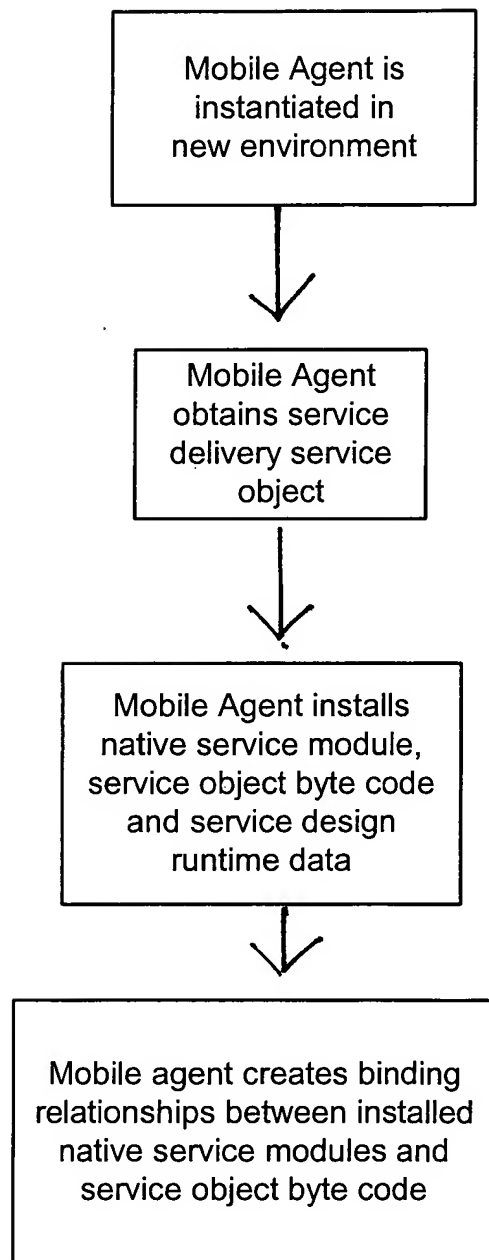 Mobile Agent is
instantiated in
new environment
Mobile Agent
obtains service
delivery service
object
Mobile Agent installs
native service module,
service object byte code
and service design
runtime data
Mobile agent creates binding
relationships between installed
native service modules and
service object byte code